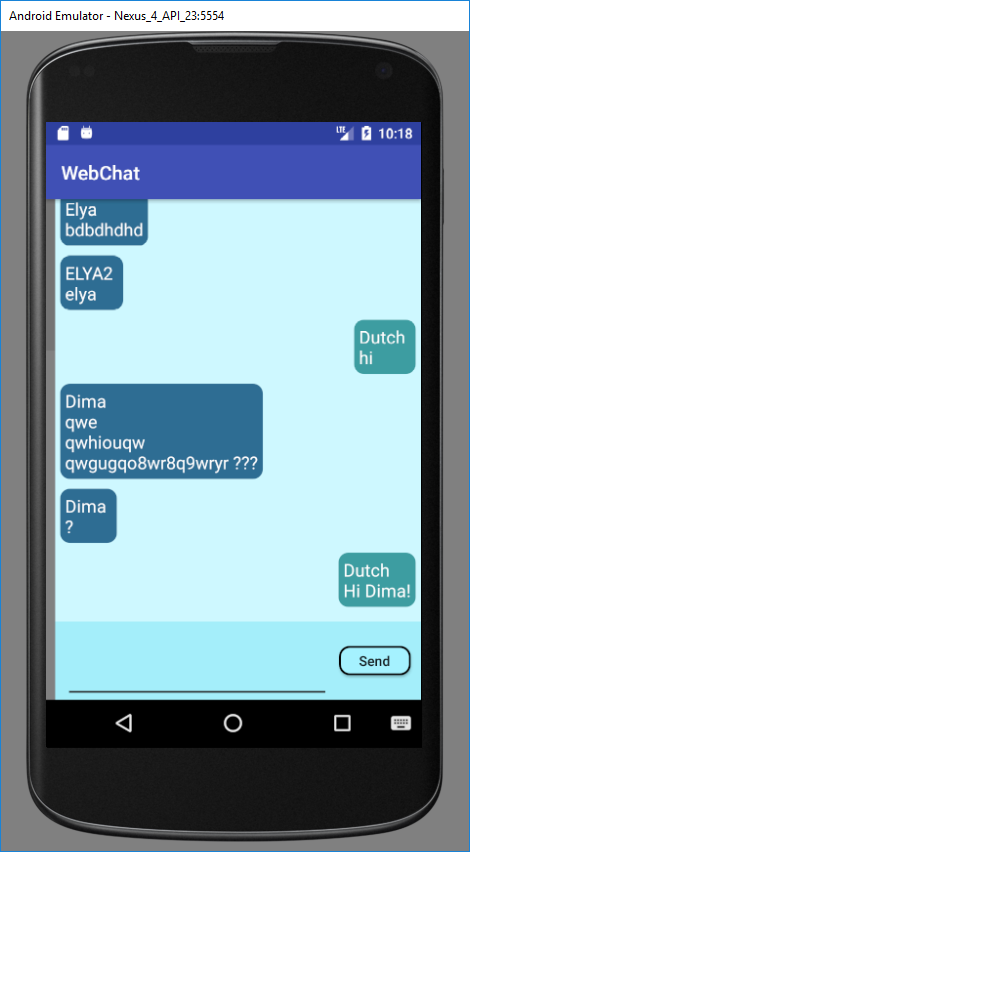 Android Emulator - Nexus_4_API_23:5554
LTE 10:18
WebChat
Elya
bdbdhdhd
ELYA2
elya
Dutch
hi
Dima
qwe
qwhiouqw
qwgugqo8wr8q9wryr ???
Dima
?
Dutch
Hi Dima!
Send